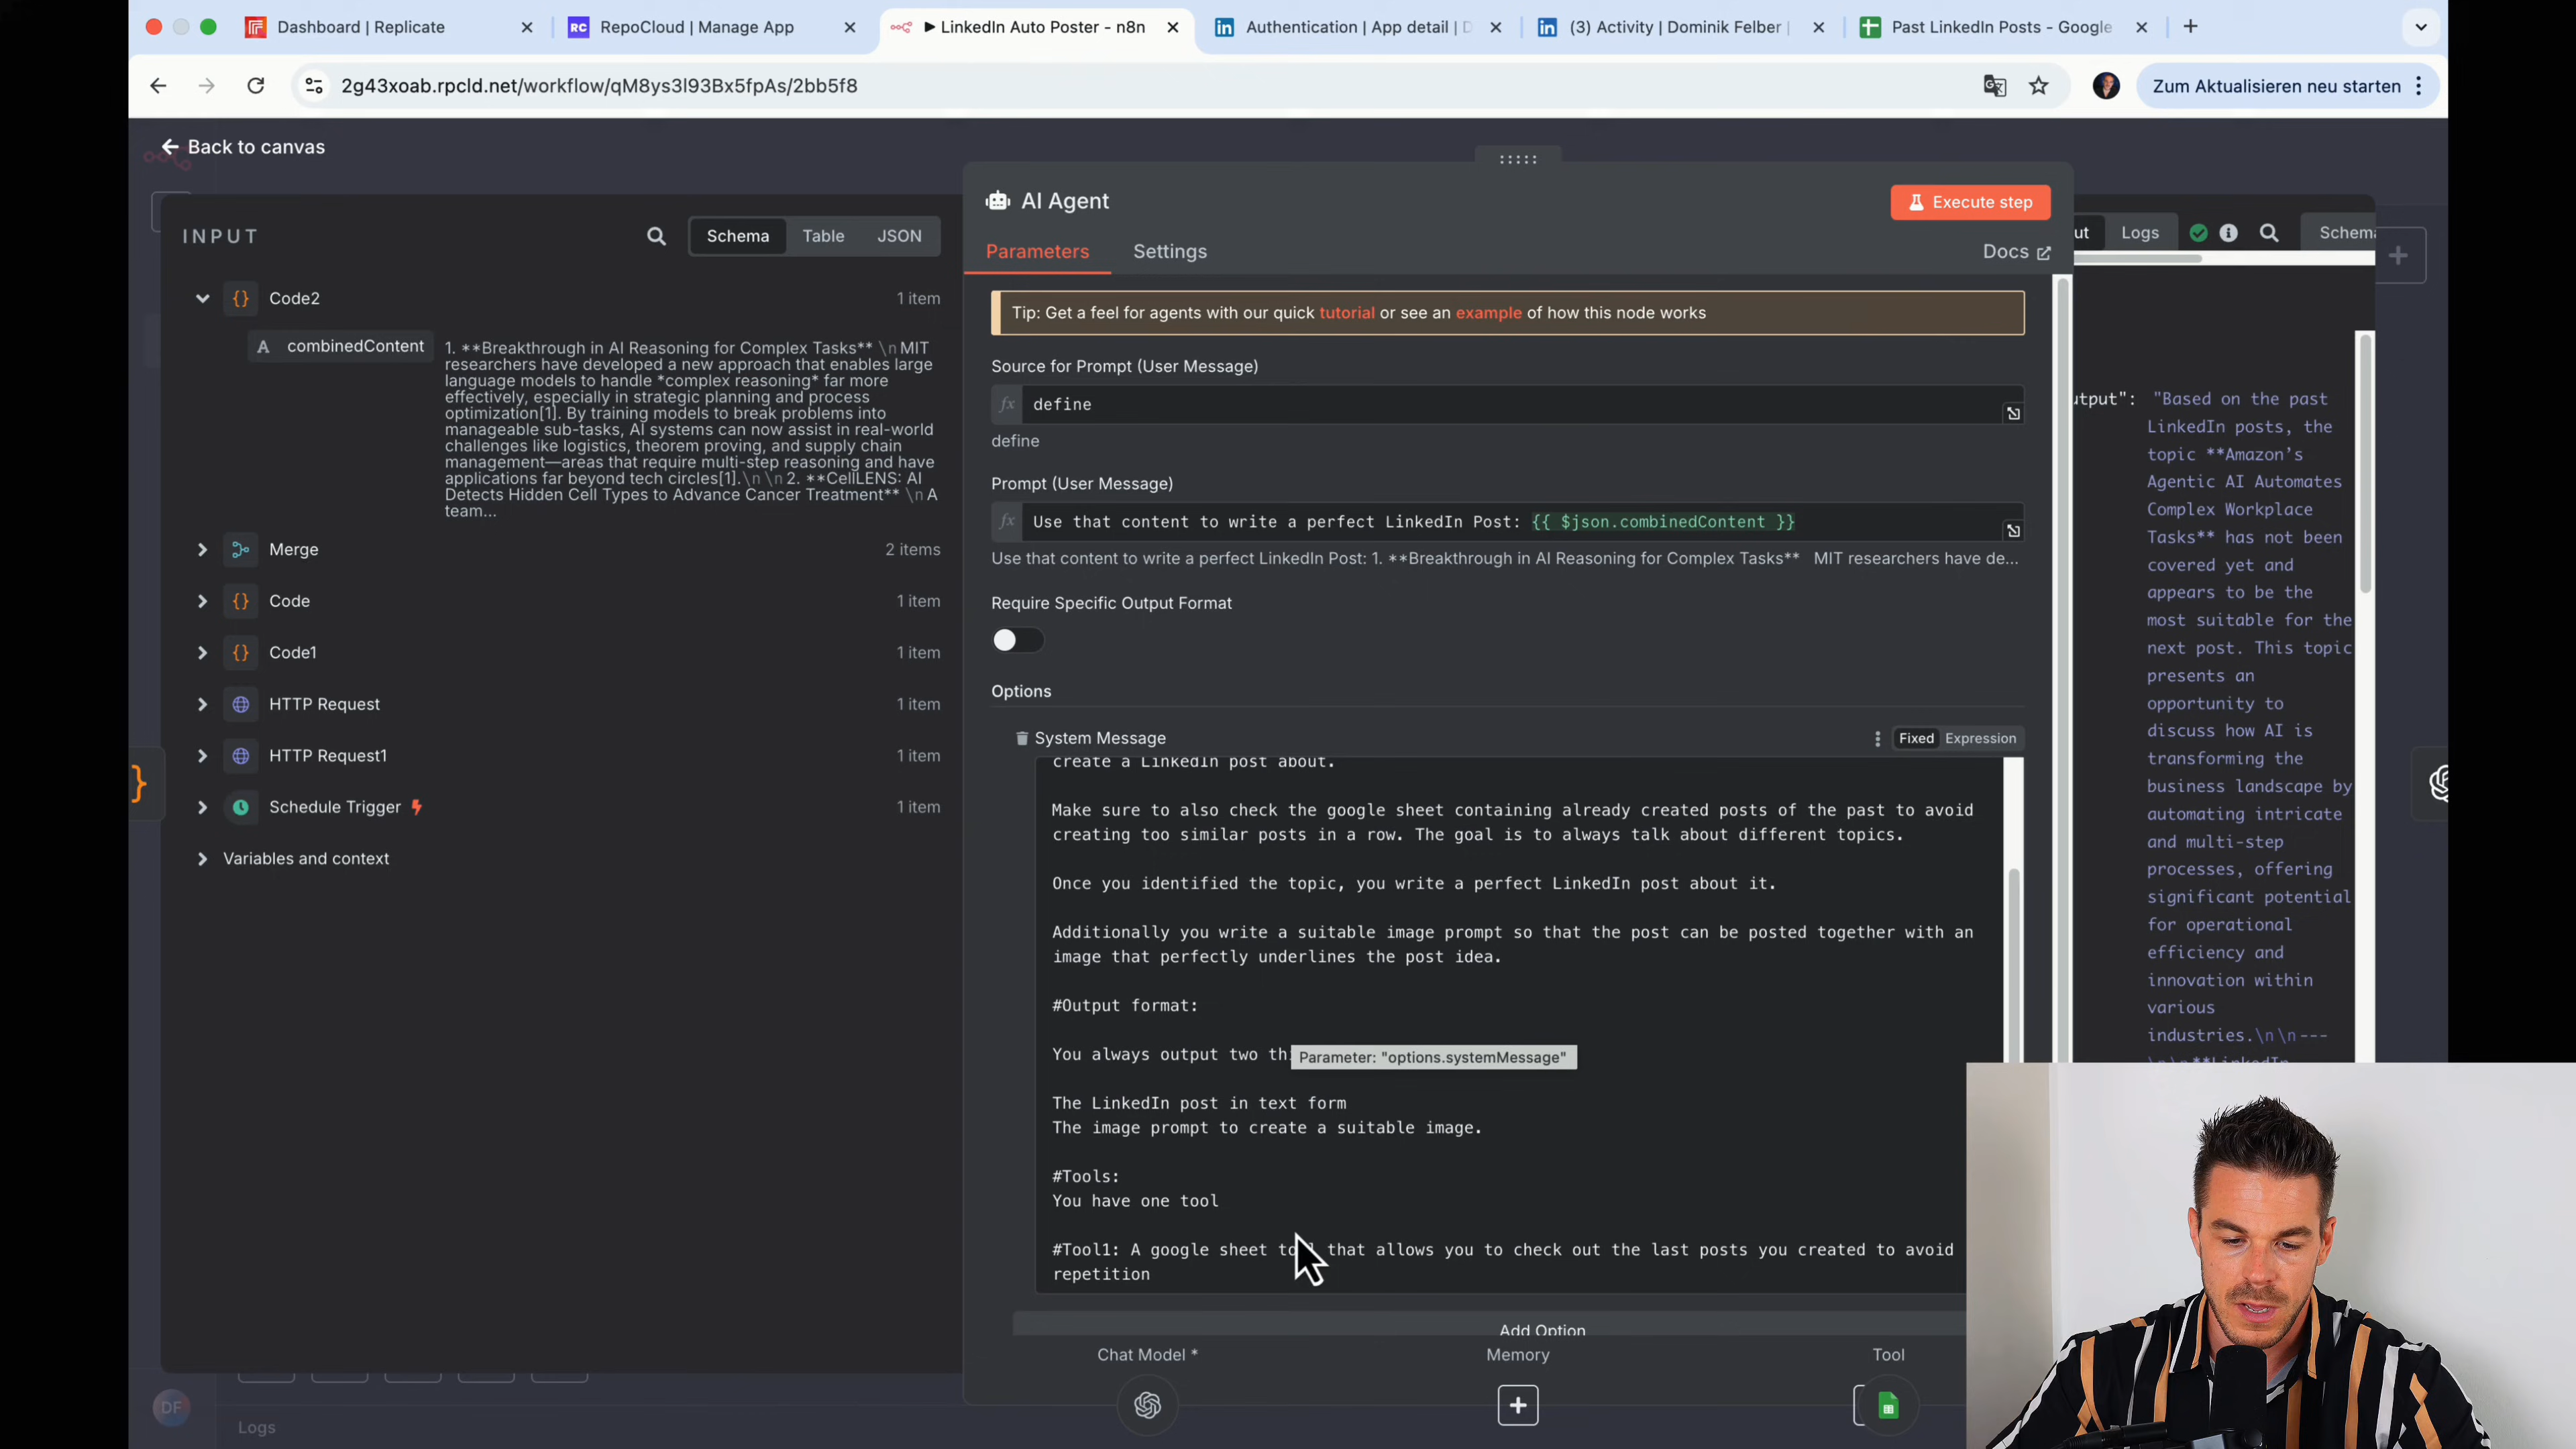 Dashboard | Replicate
RC RepoCloud | Manage App
LinkedIn Auto Poster - n8n
in Authentication | App detail | D
in (3) Activity | Dominik Felber |
Past LinkedIn Posts - Google
2g43xoab.rpcld.net/workflow/qM8ys3l93Bx5fpAs/2bb5f8
Zum Aktualisieren neu starten
Back to canvas
INPUT
Schema
Table
JSON
Code2
1 item
A combinedContent
1. **Breakthrough in AI Reasoning for Complex Tasks** \n MIT
researchers have developed a new approach that enables large
language models to handle *complex reasoning* far more
effectively, especially in strategic planning and process
optimization[1]. By training models to break problems into
manageable sub-tasks, AI systems can now assist in real-world
challenges like logistics, theorem proving, and supply chain
management—areas that require multi-step reasoning and have
applications far beyond tech circles[1].\n \n 2. **CellLENS: AI
Detects Hidden Cell Types to Advance Cancer Treatment** \n A
team...
Merge
2 items
Code
1 item
Code1
1 item
HTTP Request
1 item
HTTP Request1
1 item
Schedule Trigger
1 item
Variables and context
DF
Logs
AI Agent
Execute step
Parameters
Settings
Docs
Tip: Get a feel for agents with our quick tutorial or see an example of how this node works
Source for Prompt (User Message)
fx define
define
Prompt (User Message)
fx Use that content to write a perfect LinkedIn Post: {{ $json.combinedContent }}
Use that content to write a perfect LinkedIn Post: 1. **Breakthrough in AI Reasoning for Complex Tasks** MIT researchers have de...
Require Specific Output Format
Options
System Message
Fixed
Expression
create a LinkedIn post about.
Make sure to also check the google sheet containing already created posts of the past to avoid
creating too similar posts in a row. The goal is to always talk about different topics.
Once you identified the topic, you write a perfect LinkedIn post about it.
Additionally you write a suitable image prompt so that the post can be posted together with an
image that perfectly underlines the post idea.
#Output format:
You always output two thi
Parameter: "options.systemMessage"
The LinkedIn post in text form
The image prompt to create a suitable image.
#Tools:
You have one tool
#Tool1: A google sheet to l that allows you to check out the last posts you created to avoid
repetition
Add Option
Chat Model *
Memory
Tool
ut
Logs
Schema
utput": "Based on the past
LinkedIn posts, the
topic **Amazon's
Agentic AI Automates
Complex Workplace
Tasks** has not been
covered yet and
appears to be the
most suitable for the
next post. This topic
presents an
opportunity to
discuss how AI is
transforming the
business landscape by
automating intricate
and multi-step
processes, offering
significant potential
for operational
efficiency and
innovation within
various
industries.\n\n---
\n\n**LinkedIn